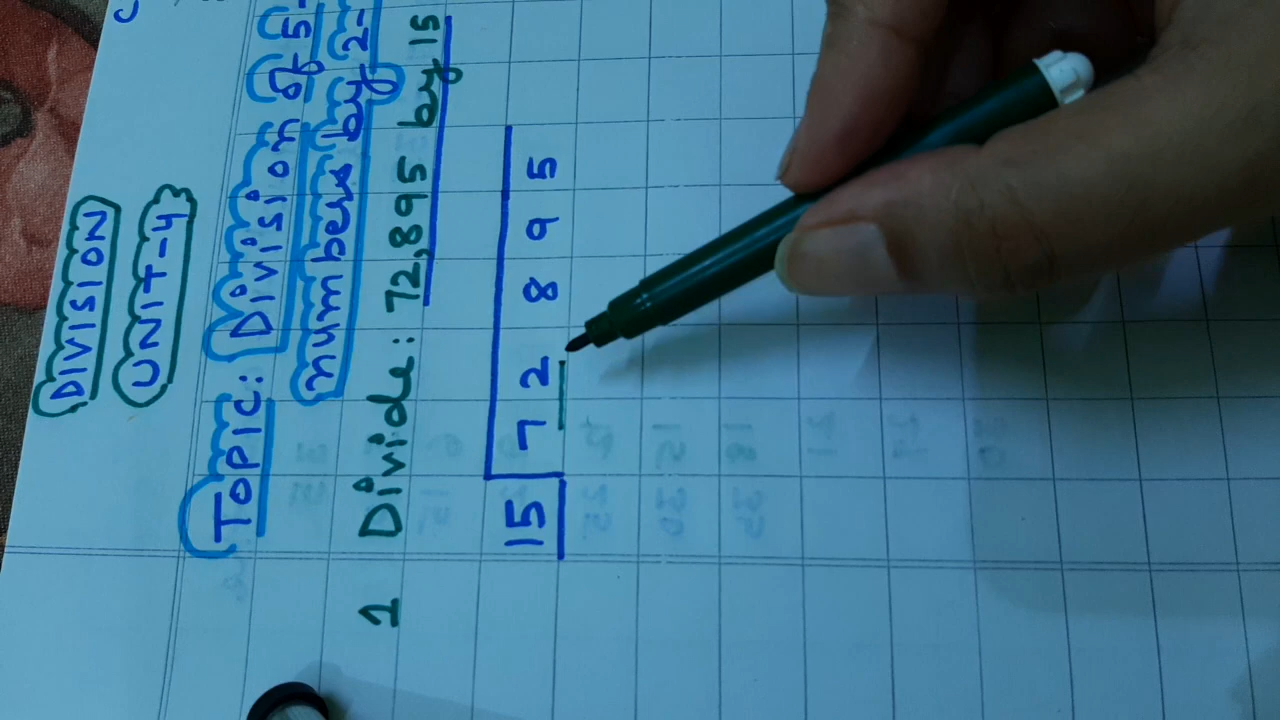 DIVISION
UNIT-4
Topic: Division of 5-
numbers by 2-
1 Divide: 72,895 by 15
15 7 2 8 9 5